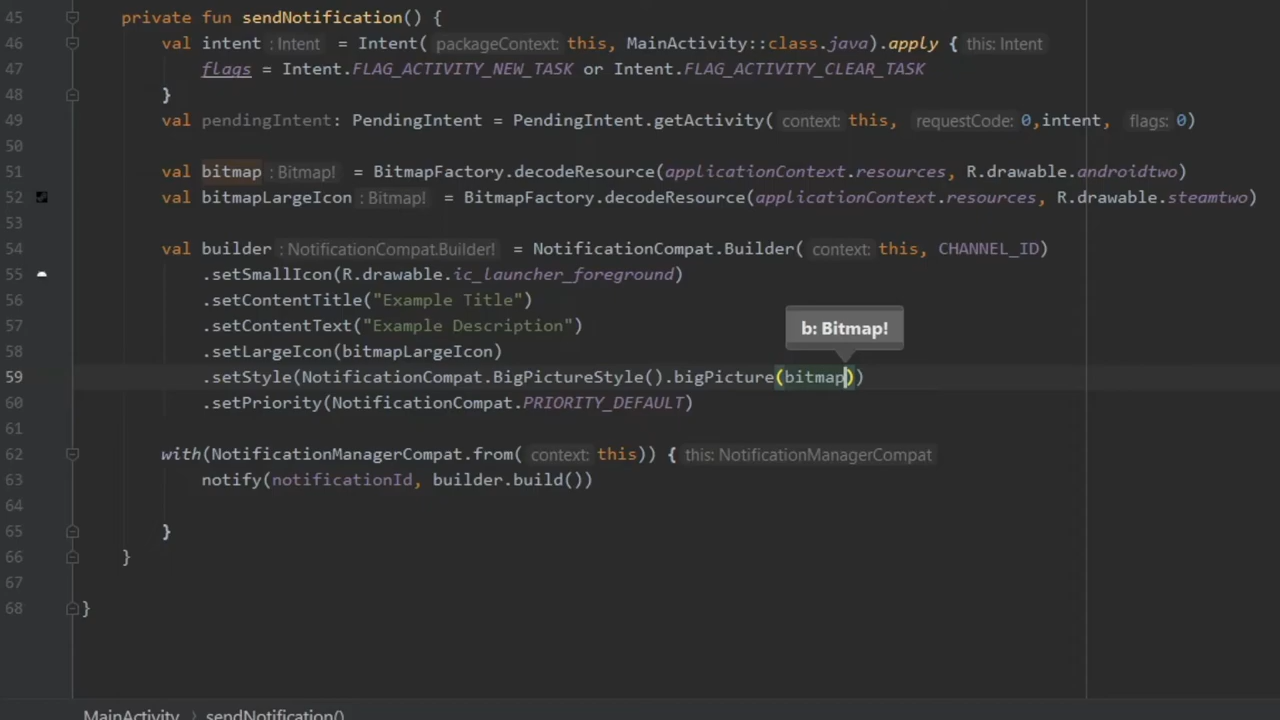 45 private fun sendNotification() {
46 val intent : Intent = Intent( packageContext: this, MainActivity::class.java).apply { this: Intent
47 flags = Intent.FLAG_ACTIVITY_NEW_TASK or Intent.FLAG_ACTIVITY_CLEAR_TASK
48 }
49 val pendingIntent: PendingIntent = PendingIntent.getActivity( context: this, requestCode: 0,intent, flags: 0)
50
51 val bitmap : Bitmap! = BitmapFactory.decodeResource(applicationContext.resources, R.drawable.androidtwo)
52 val bitmapLargeIcon : Bitmap! = BitmapFactory.decodeResource(applicationContext.resources, R.drawable.steamtwo)
53
54 val builder : NotificationCompat.Builder! = NotificationCompat.Builder( context: this, CHANNEL_ID)
55 .setSmallIcon(R.drawable.ic_launcher_foreground)
56 .setContentTitle("Example Title")
57 .setContentText("Example Description")
b: Bitmap!
58 .setLargeIcon(bitmapLargeIcon)
59 .setStyle(NotificationCompat.BigPictureStyle().bigPicture(bitmap))
60 .setPriority(NotificationCompat.PRIORITY_DEFAULT)
61
62 with(NotificationManagerCompat.from( context: this)) { this: NotificationManagerCompat
63 notify(notificationId, builder.build())
64
65 }
66 }
67
68 }
MainActivity > sendNotification()